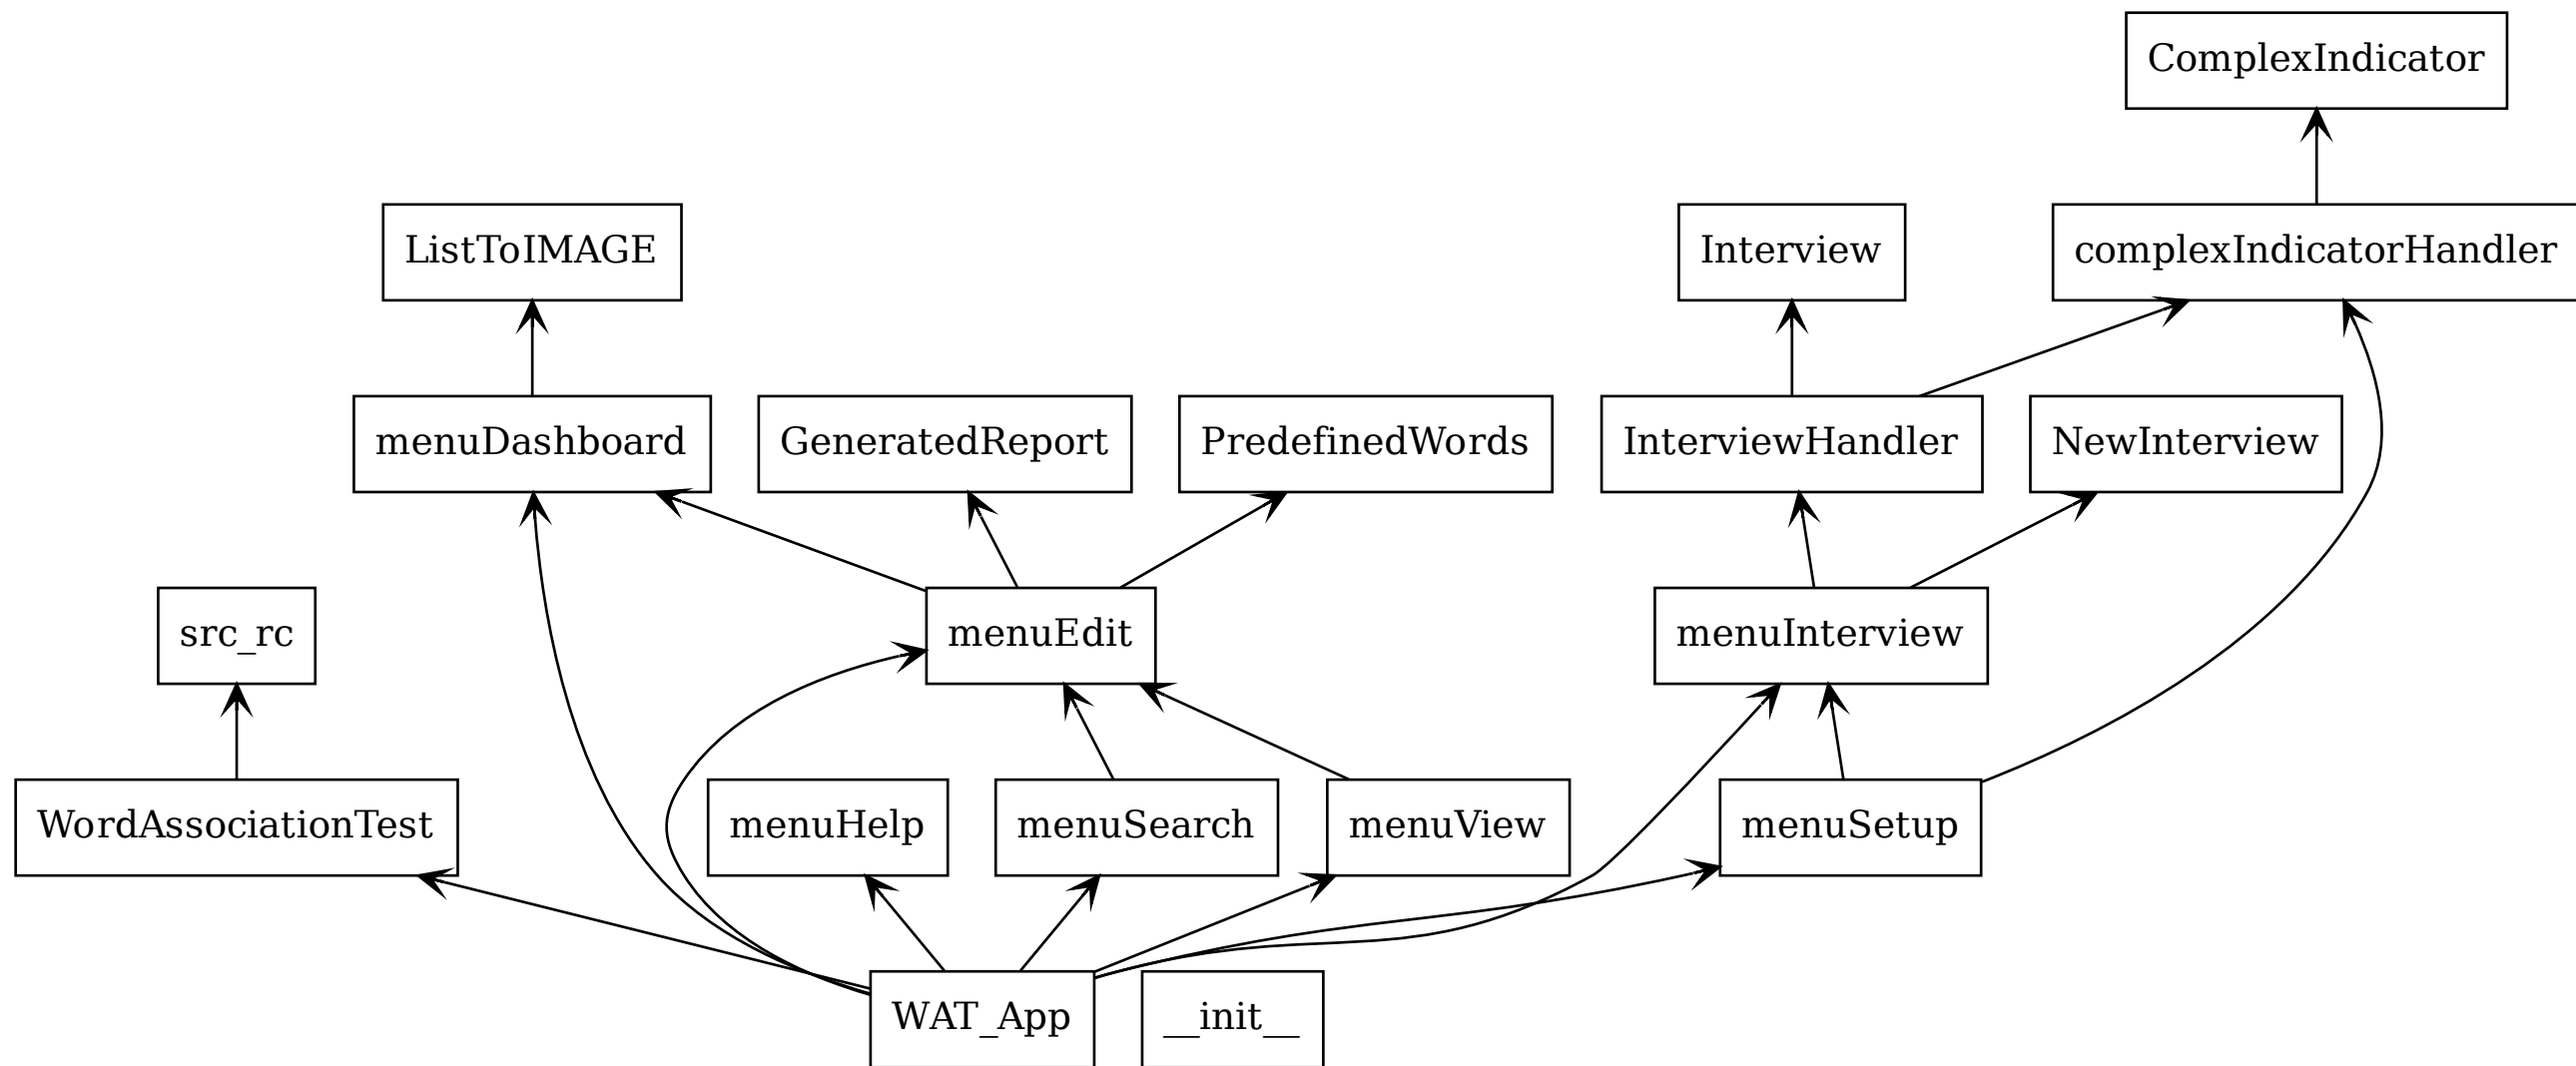 ComplexIndicator
ListToIMAGE
Interview
complexIndicatorHandler
menuDashboard
GeneratedReport
PredefinedWords
InterviewHandler
NewInterview
src_rc
menuEdit
menuInterview
WordAssociationTest
menuHelp
menuSearch
menuView
menuSetup
WAT_App
__init__